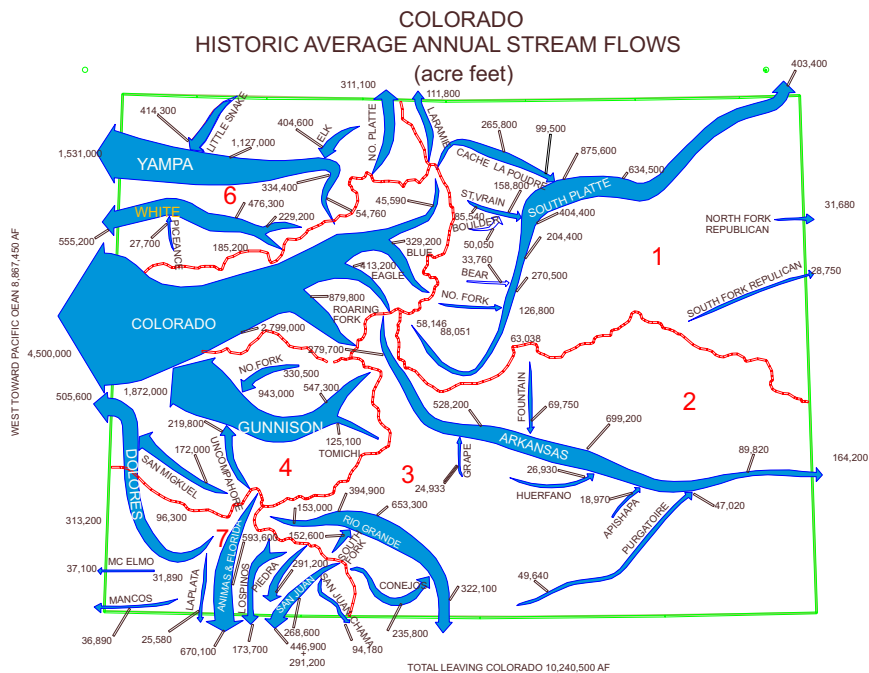 COLORADO
HISTORIC AVERAGE ANNUAL STREAM FLOWS
(acre feet)
403,400
311,100
111,800
414,300
LITTLE SNAKE
404,600
ELK
NO. PLATTE
LARAMIE
265,800
99,500
875,600
1,127,000
CACHE LA POUDRE
1,531,000
YAMPA
634,500
6
334,400
45,590
ST.VRAIN
158,800
SOUTH PLATTE
WHITE
476,300
229,200
54,760
85,540
BOULDER
404,400
31,680
NORTH FORK
REPUBLICAN
555,200
27,700
PICEANCE
185,200
329,200
BLUE
50,050
204,400
1
413,200
EAGLE
33,760
BEAR
270,500
28,750
SOUTH FORK REPULICAN
879,800
ROARING
FORK
NO. FORK
126,800
COLORADO
2,799,000
58,146
88,051
63,038
4,500,000
279,700
WEST TOWARD PACIFIC OEAN 8,867,450 AF
NO.FORK
330,500
547,300
505,600
1,872,000
943,000
528,200
FOUNTAIN
69,750
2
699,200
219,800
GUNNISON
125,100
TOMICHI
ARKANSAS
89,820
DOLORES
172,000
SAN MIGKUEL
UNCOMPAHORE
4
3
GRAPE
24,933
26,930
HUERFANO
18,970
APISHAPA
47,020
164,200
394,900
653,300
153,000
96,300
313,200
7
593,600
152,600
RIO GRANDE
SOUTH
FORK
PURGATOIRE
MC ELMO
37,100
31,890
ANIMAS & FLORIDA
LOSPINOS
PIEDRA
291,200
CONEJOS
322,100
49,640
MANCOS
LAPLATA
SAN JUAN
SAN JUAN CHAMA
36,890
25,580
268,600
235,800
670,100
173,700
446,900
+
291,200
94,180
TOTAL LEAVING COLORADO 10,240,500 AF